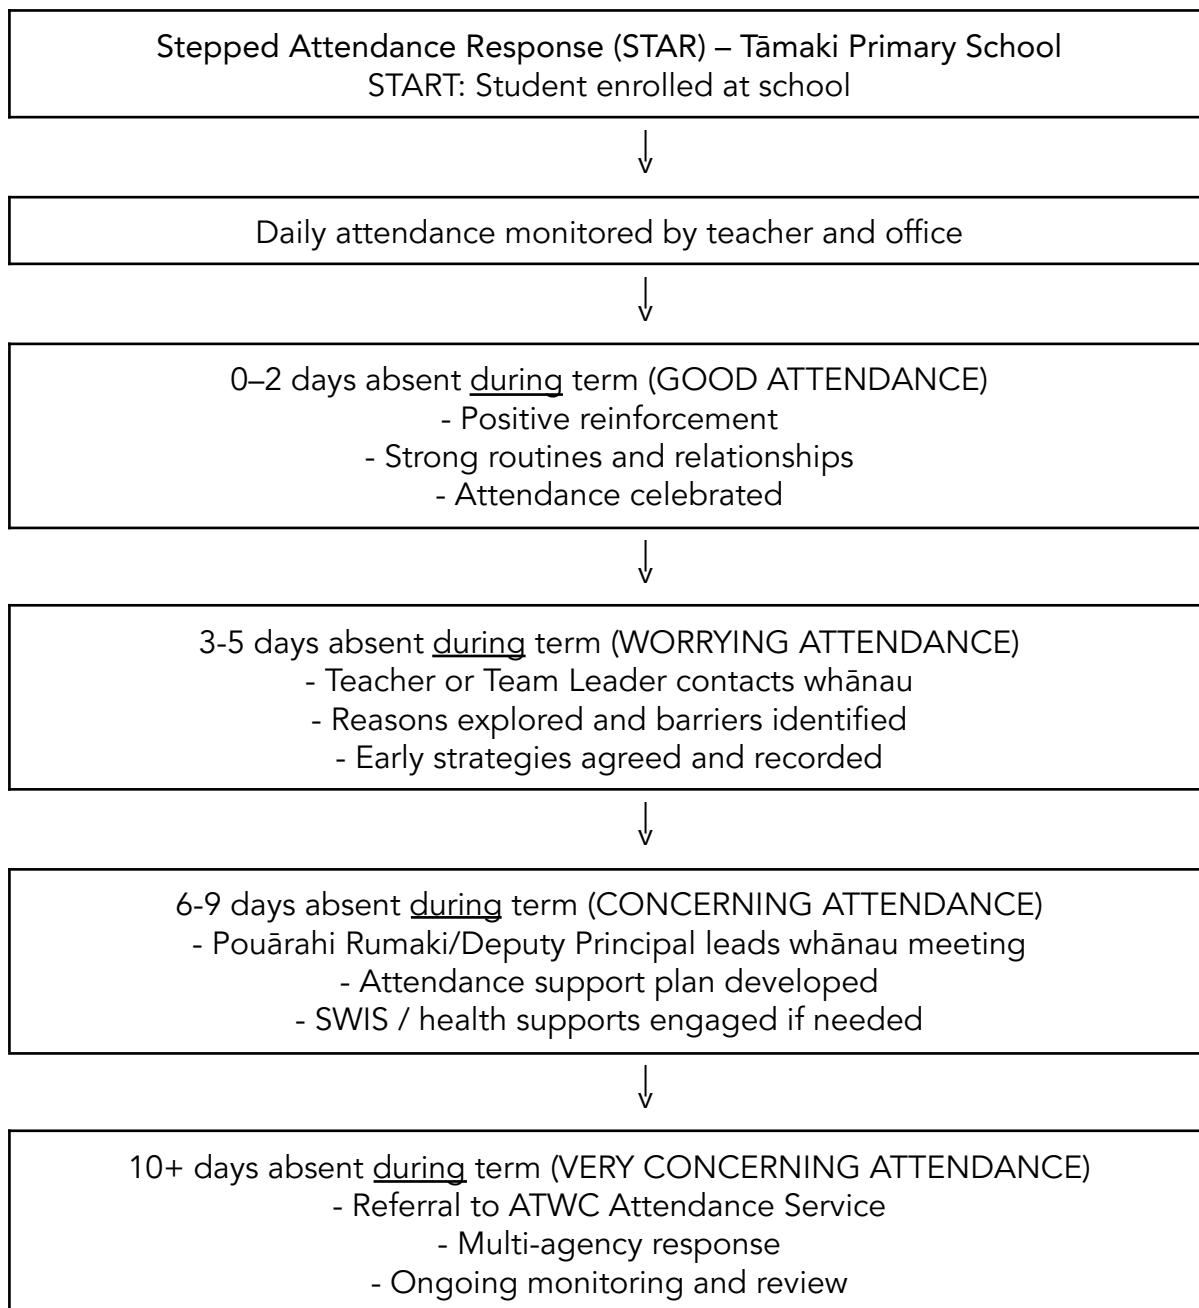 Stepped Attendance Response (STAR) – Tāmaki Primary School
START: Student enrolled at school
Daily attendance monitored by teacher and office
0–2 days absent during term (GOOD ATTENDANCE)
- Positive reinforcement
- Strong routines and relationships
- Attendance celebrated
3-5 days absent during term (WORRYING ATTENDANCE)
- Teacher or Team Leader contacts whānau
- Reasons explored and barriers identified
- Early strategies agreed and recorded
6-9 days absent during term (CONCERNING ATTENDANCE)
- Pouārahi Rumaki/Deputy Principal leads whānau meeting
- Attendance support plan developed
- SWIS / health supports engaged if needed
10+ days absent during term (VERY CONCERNING ATTENDANCE)
- Referral to ATWC Attendance Service
- Multi-agency response
- Ongoing monitoring and review